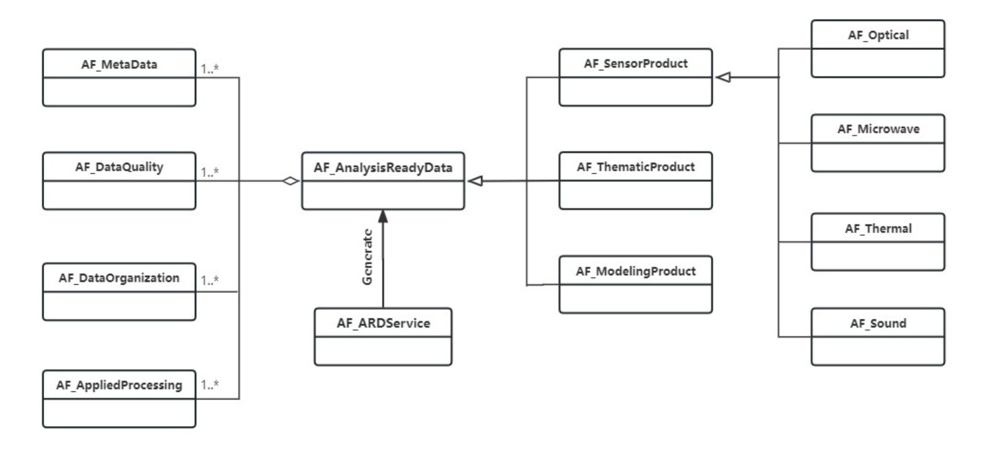 AF_MetaData
1..*
AF_DataQuality
1..*
AF_DataOrganization
1..*
AF_AppliedProcessing
1..*
AF_AnalysisReadyData
Generate
AF_ARDService
AF_SensorProduct
AF_ThematicProduct
AF_ModelingProduct
AF_Optical
AF_Microwave
AF_Thermal
AF_Sound